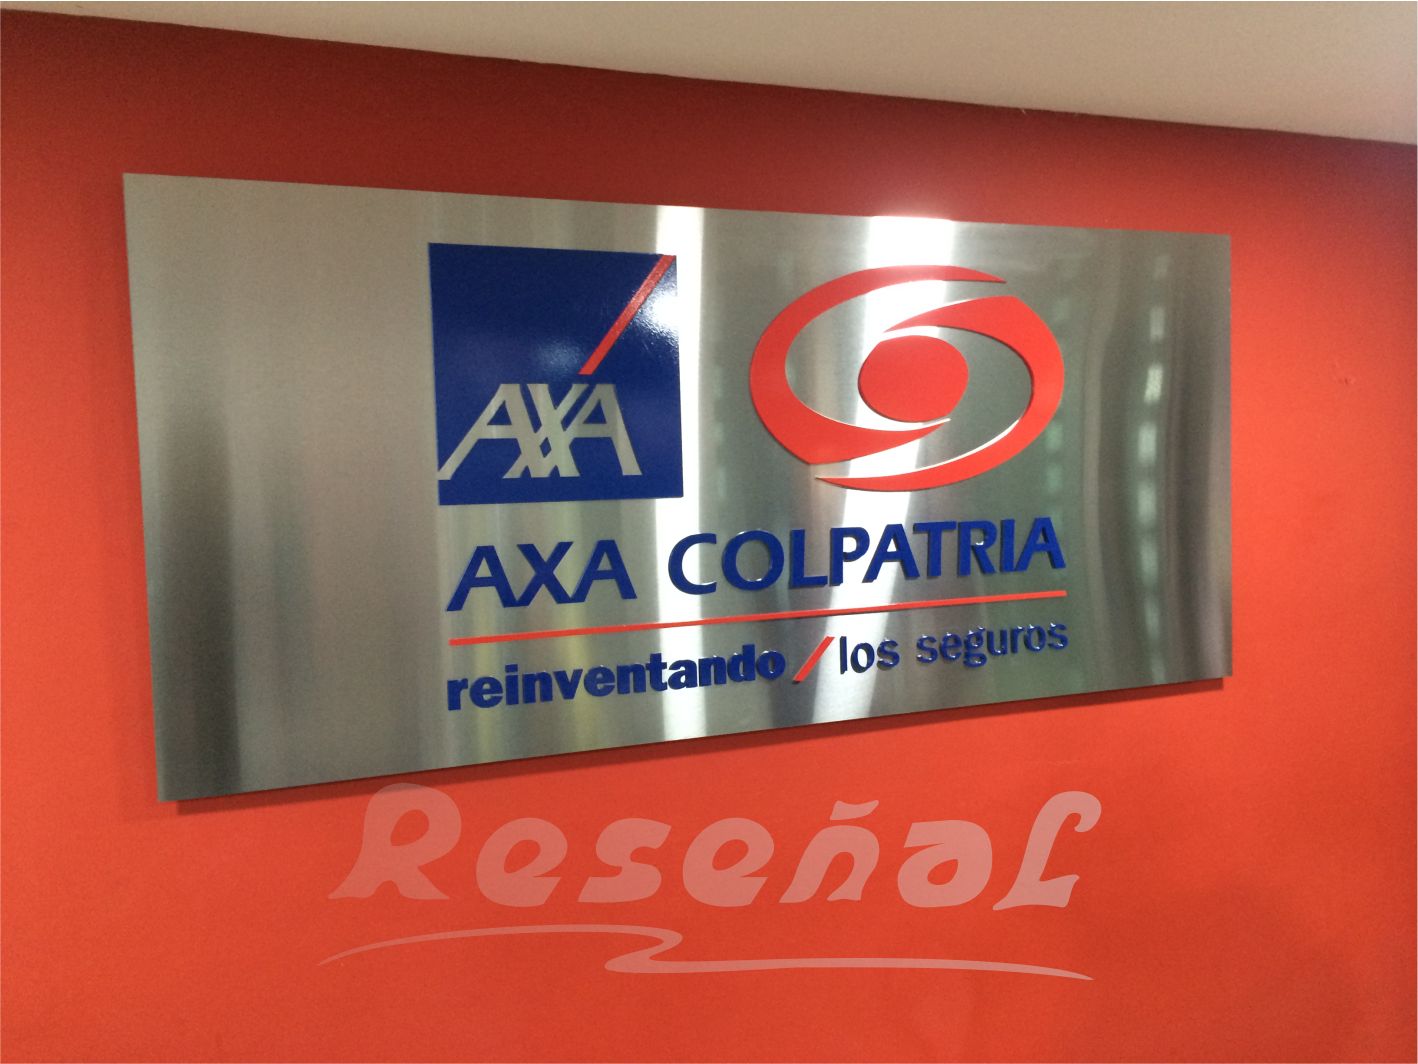 AXA
AXA COLPATRIA
reinventando / los seguros
Reseñal